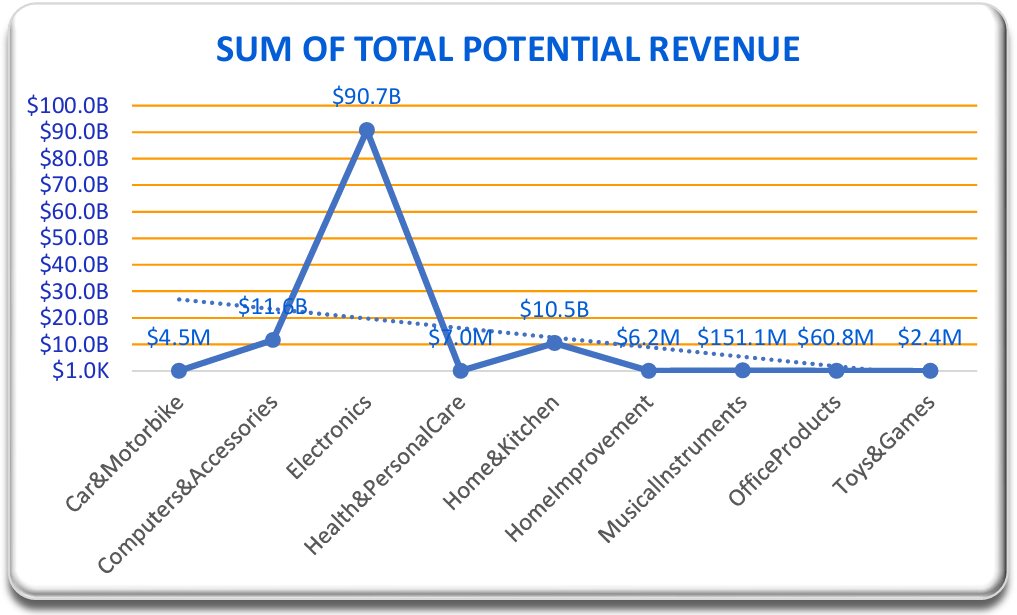 SUM OF TOTAL POTENTIAL REVENUE
$100.0B
$90.0B
$80.0B
$70.0B
$60.0B
$50.0B
$40.0B
$30.0B
$20.0B
$10.0B
$1.0K
$4.5M
$11.6B
$90.7B
$7.0M
$10.5B
$6.2M
$151.1M
$60.8M
$2.4M
Car&Motorbike
Computers&Accessories
Electronics
Health&PersonalCare
Home&Kitchen
HomeImprovement
MusicalInstruments
OfficeProducts
Toys&Games